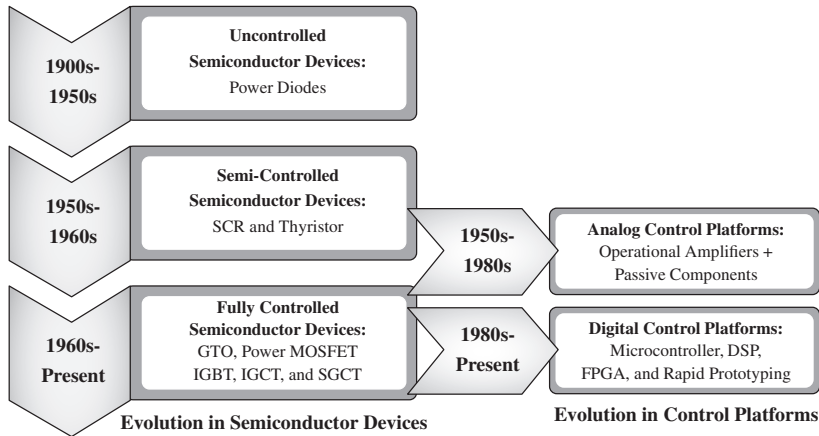 1900s-
1950s
Uncontrolled
Semiconductor Devices:
Power Diodes
1950s-
1960s
Semi-Controlled
Semiconductor Devices:
SCR and Thyristor
1950s-
1980s
Analog Control Platforms:
Operational Amplifiers +
Passive Components
1960s-
Present
Fully Controlled
Semiconductor Devices:
GTO, Power MOSFET
IGBT, IGCT, and SGCT
1980s-
Present
Digital Control Platforms:
Microcontroller, DSP,
FPGA, and Rapid Prototyping
Evolution in Semiconductor Devices
Evolution in Control Platforms